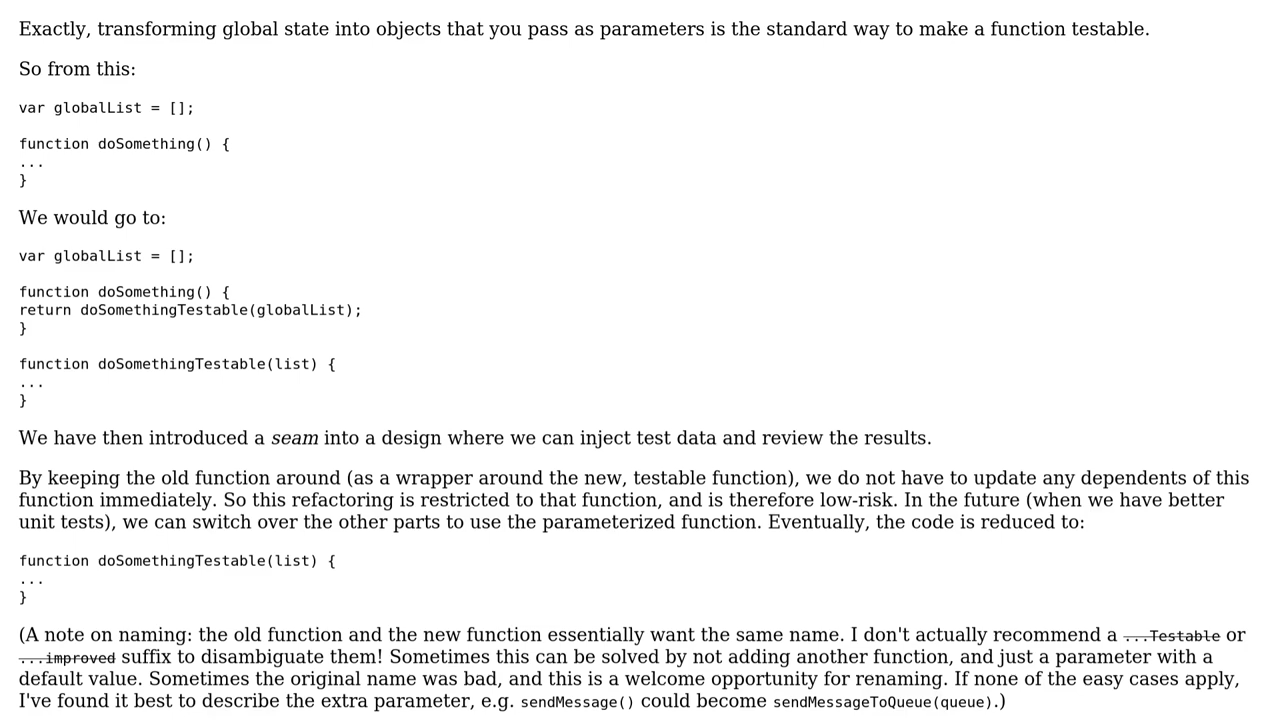 Exactly, transforming global state into objects that you pass as parameters is the standard way to make a function testable.
So from this:
var globalList = [];
function doSomething() {
...
}
We would go to:
var globalList = [];
function doSomething() {
return doSomethingTestable(globalList);
}
function doSomethingTestable(list) {
...
}
We have then introduced a seam into a design where we can inject test data and review the results.
By keeping the old function around (as a wrapper around the new, testable function), we do not have to update any dependents of this
function immediately. So this refactoring is restricted to that function, and is therefore low-risk. In the future (when we have better
unit tests), we can switch over the other parts to use the parameterized function. Eventually, the code is reduced to:
function doSomethingTestable(list) {
...
}
(A note on naming: the old function and the new function essentially want the same name. I don't actually recommend a ...Testable or
...improved suffix to disambiguate them! Sometimes this can be solved by not adding another function, and just a parameter with a
default value. Sometimes the original name was bad, and this is a welcome opportunity for renaming. If none of the easy cases apply,
I've found it best to describe the extra parameter, e.g. sendMessage() could become sendMessageToQueue(queue).)